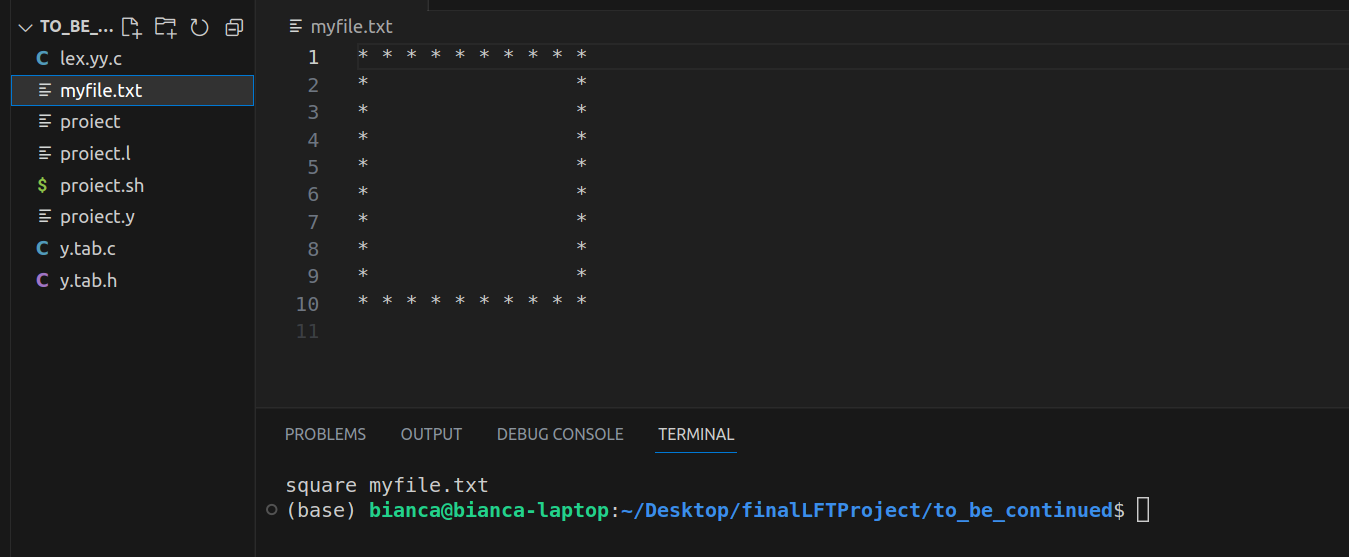 TO_BE_...
lex.yy.c
myfile.txt
proiect
proiect.l
proiect.sh
proiect.y
y.tab.c
y.tab.h
myfile.txt
1 * * * * * * * * * *
2 *                 *
3 *                 *
4 *                 *
5 *                 *
6 *                 *
7 *                 *
8 *                 *
9 *                 *
10 * * * * * * * * * *
11
PROBLEMS OUTPUT DEBUG CONSOLE TERMINAL
square myfile.txt
(base) bianca@bianca-laptop:~/Desktop/finalLFTProject/to_be_continued$